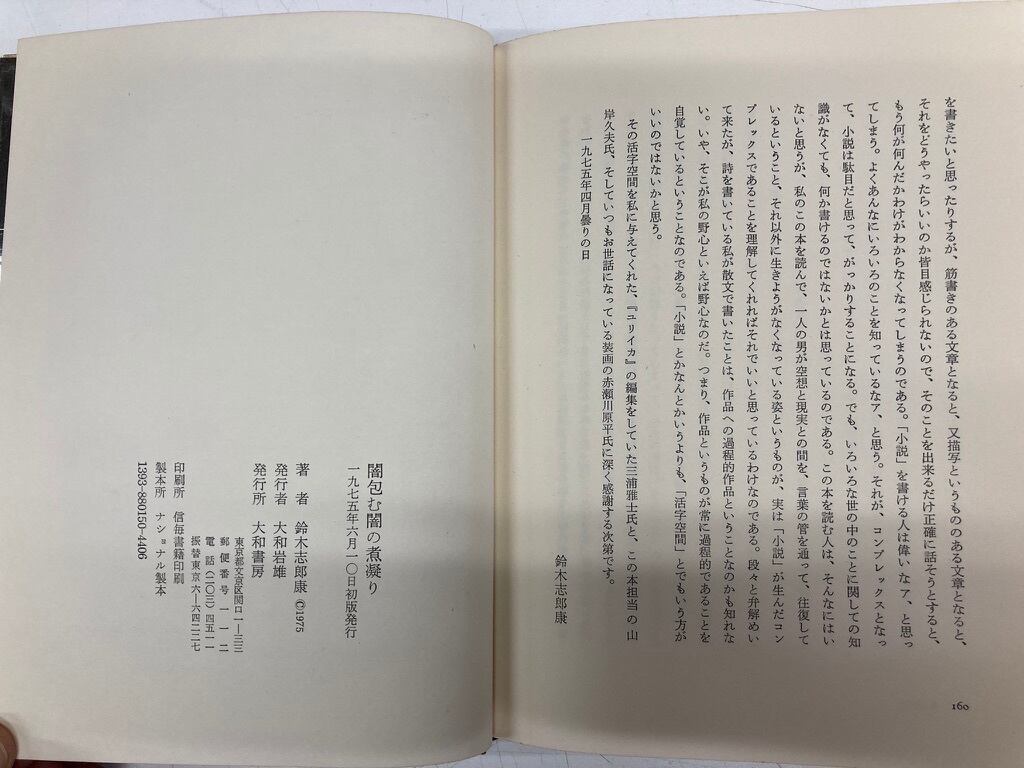 を書きたいと思ったりするが、筋書きのある文章となると、又描写というもののある文章となると、
それをどうやったらいいのか皆目感じられないので、そのことを出来るだけ正確に話そうとすると、
もう何が何んだかわけがわからなくなってしまうのである。「小説」を書ける人は偉いなア、と思っ
てしまう。よくあんなにいろいろのことを知っているなア、と思う。それが、コンプレックスとなっ
て、小説は駄目だと思って、がっかりすることになる。でも、いろいろな世の中のことに関しての知
識がなくても、何か書けるのではないかとは思っているのである。この本を読む人は、そんなにはい
ないと思うが、私のこの本を読んで、一人の男が空想と現実との間を、言葉の管を通って、往復して
いるということ、それ以外に生きようがなくなっている姿というものが、実は「小説」が生んだコン
プレックスであることを理解してくれればそれでいいと思っているわけなのである。段々と弁解めい
て来たが、詩を書いている私が散文で書いたことは、作品への過程的作品ということなのかも知れな
い。いや、そこが私の野心といえば野心なのだ。つまり、作品というものが常に過程的であることを
自覚しているということなのである。「小説」とかなんとかいうよりも、「活字空間」とでもいう方が
いいのではないかと思う。
その活字空間を私に与えてくれた、『ユリイカ』の編集をしていた三浦雅士氏と、この本担当の山
岸久夫氏、そしていつもお世話になっている装画の赤瀬川原平氏に深く感謝する次第です。
一九七五年四月曇りの日
鈴木志郎康
160
闇包む闇の煮凝り
一九七五年六月一〇日初版発行
著者 鈴木志郎康 ©1975
発行者 大和岩雄
発行所 大和書房
東京都文京区関口一―三三
郵便番号 一一二
電話(二〇三)四五一一
振替東京六―六四二二七
印刷所 信毎書籍印刷
製本所 ナショナル製本
1393-880150-4406